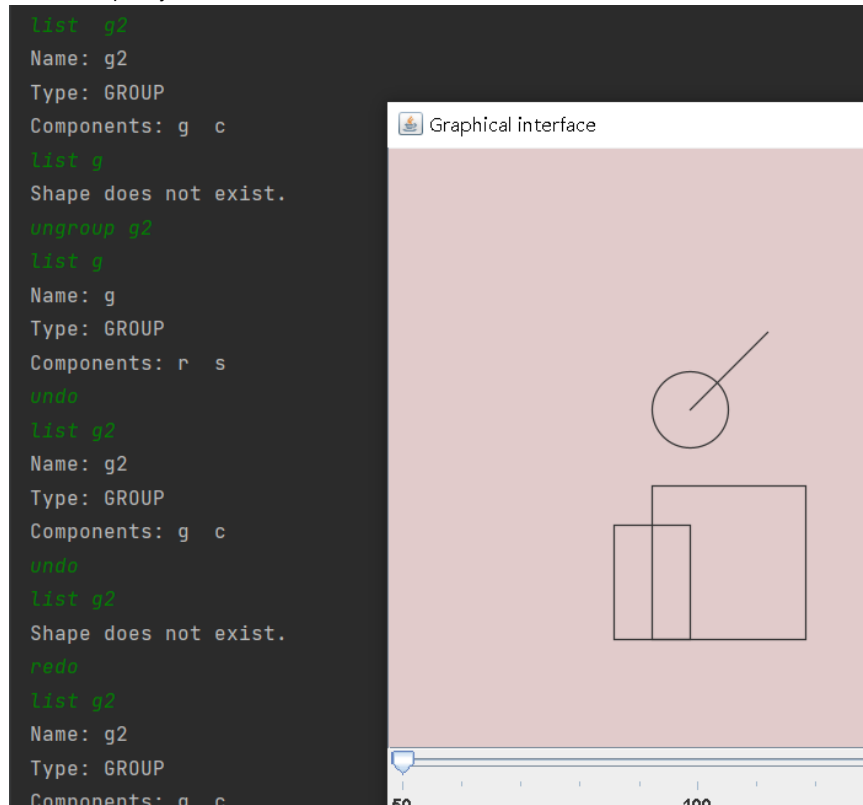 list  g2
Name: g2
Type: GROUP
Components: g  c
list g
Shape does not exist.
ungroup g2
list g
Name: g
Type: GROUP
Components: r  s
undo
list g2
Name: g2
Type: GROUP
Components: g  c
undo
list g2
Shape does not exist.
redo
list g2
Name: g2
Type: GROUP
Components: g  c
Graphical interface
50 100